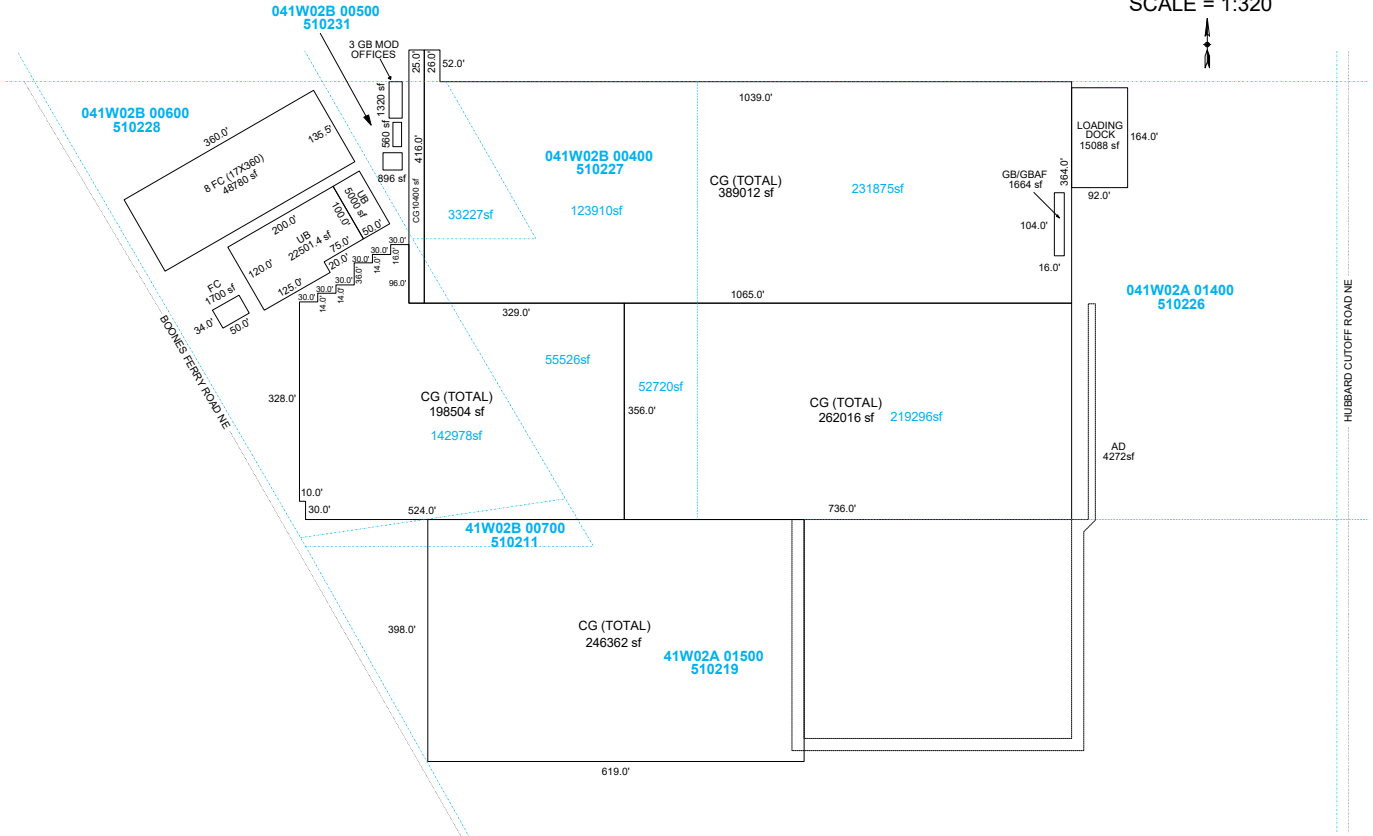 SCALE = 1:320
041W02B 00500
510231
3 GB MOD
OFFICES
25.0'
26.0'
52.0'
1320 sf
560 sf
896 sf
416.0'
CG10400 sf
041W02B 00600
510228
360.0'
135.5'
8 FC (17X360)
48780 sf
1039.0'
LOADING
DOCK
15088 sf
164.0'
92.0'
364.0'
GB/GBAF
1664 sf
104.0'
16.0'
041W02B 00400
510227
CG (TOTAL)
389012 sf
231875sf
33227sf
123910sf
UB
5000 sf
100.0'
50.0'
200.0'
UB
22501.4 sf
75.0'
20.0'
120.0'
125.0'
30.0'
16.0'
30.0'
14.0'
30.0'
36.0'
30.0'
14.0'
30.0'
14.0'
96.0'
FC
1700 sf
34.0'
50.0'
1065.0'
329.0'
041W02A 01400
510226
BOONES FERRY ROAD NE
HUBBARD CUTOFF ROAD NE
55526sf
52720sf
328.0'
CG (TOTAL)
198504 sf
142978sf
356.0'
CG (TOTAL)
262016 sf
219296sf
AD
4272sf
10.0'
30.0'
524.0'
736.0'
41W02B 00700
510211
398.0'
CG (TOTAL)
246362 sf
41W02A 01500
510219
619.0'